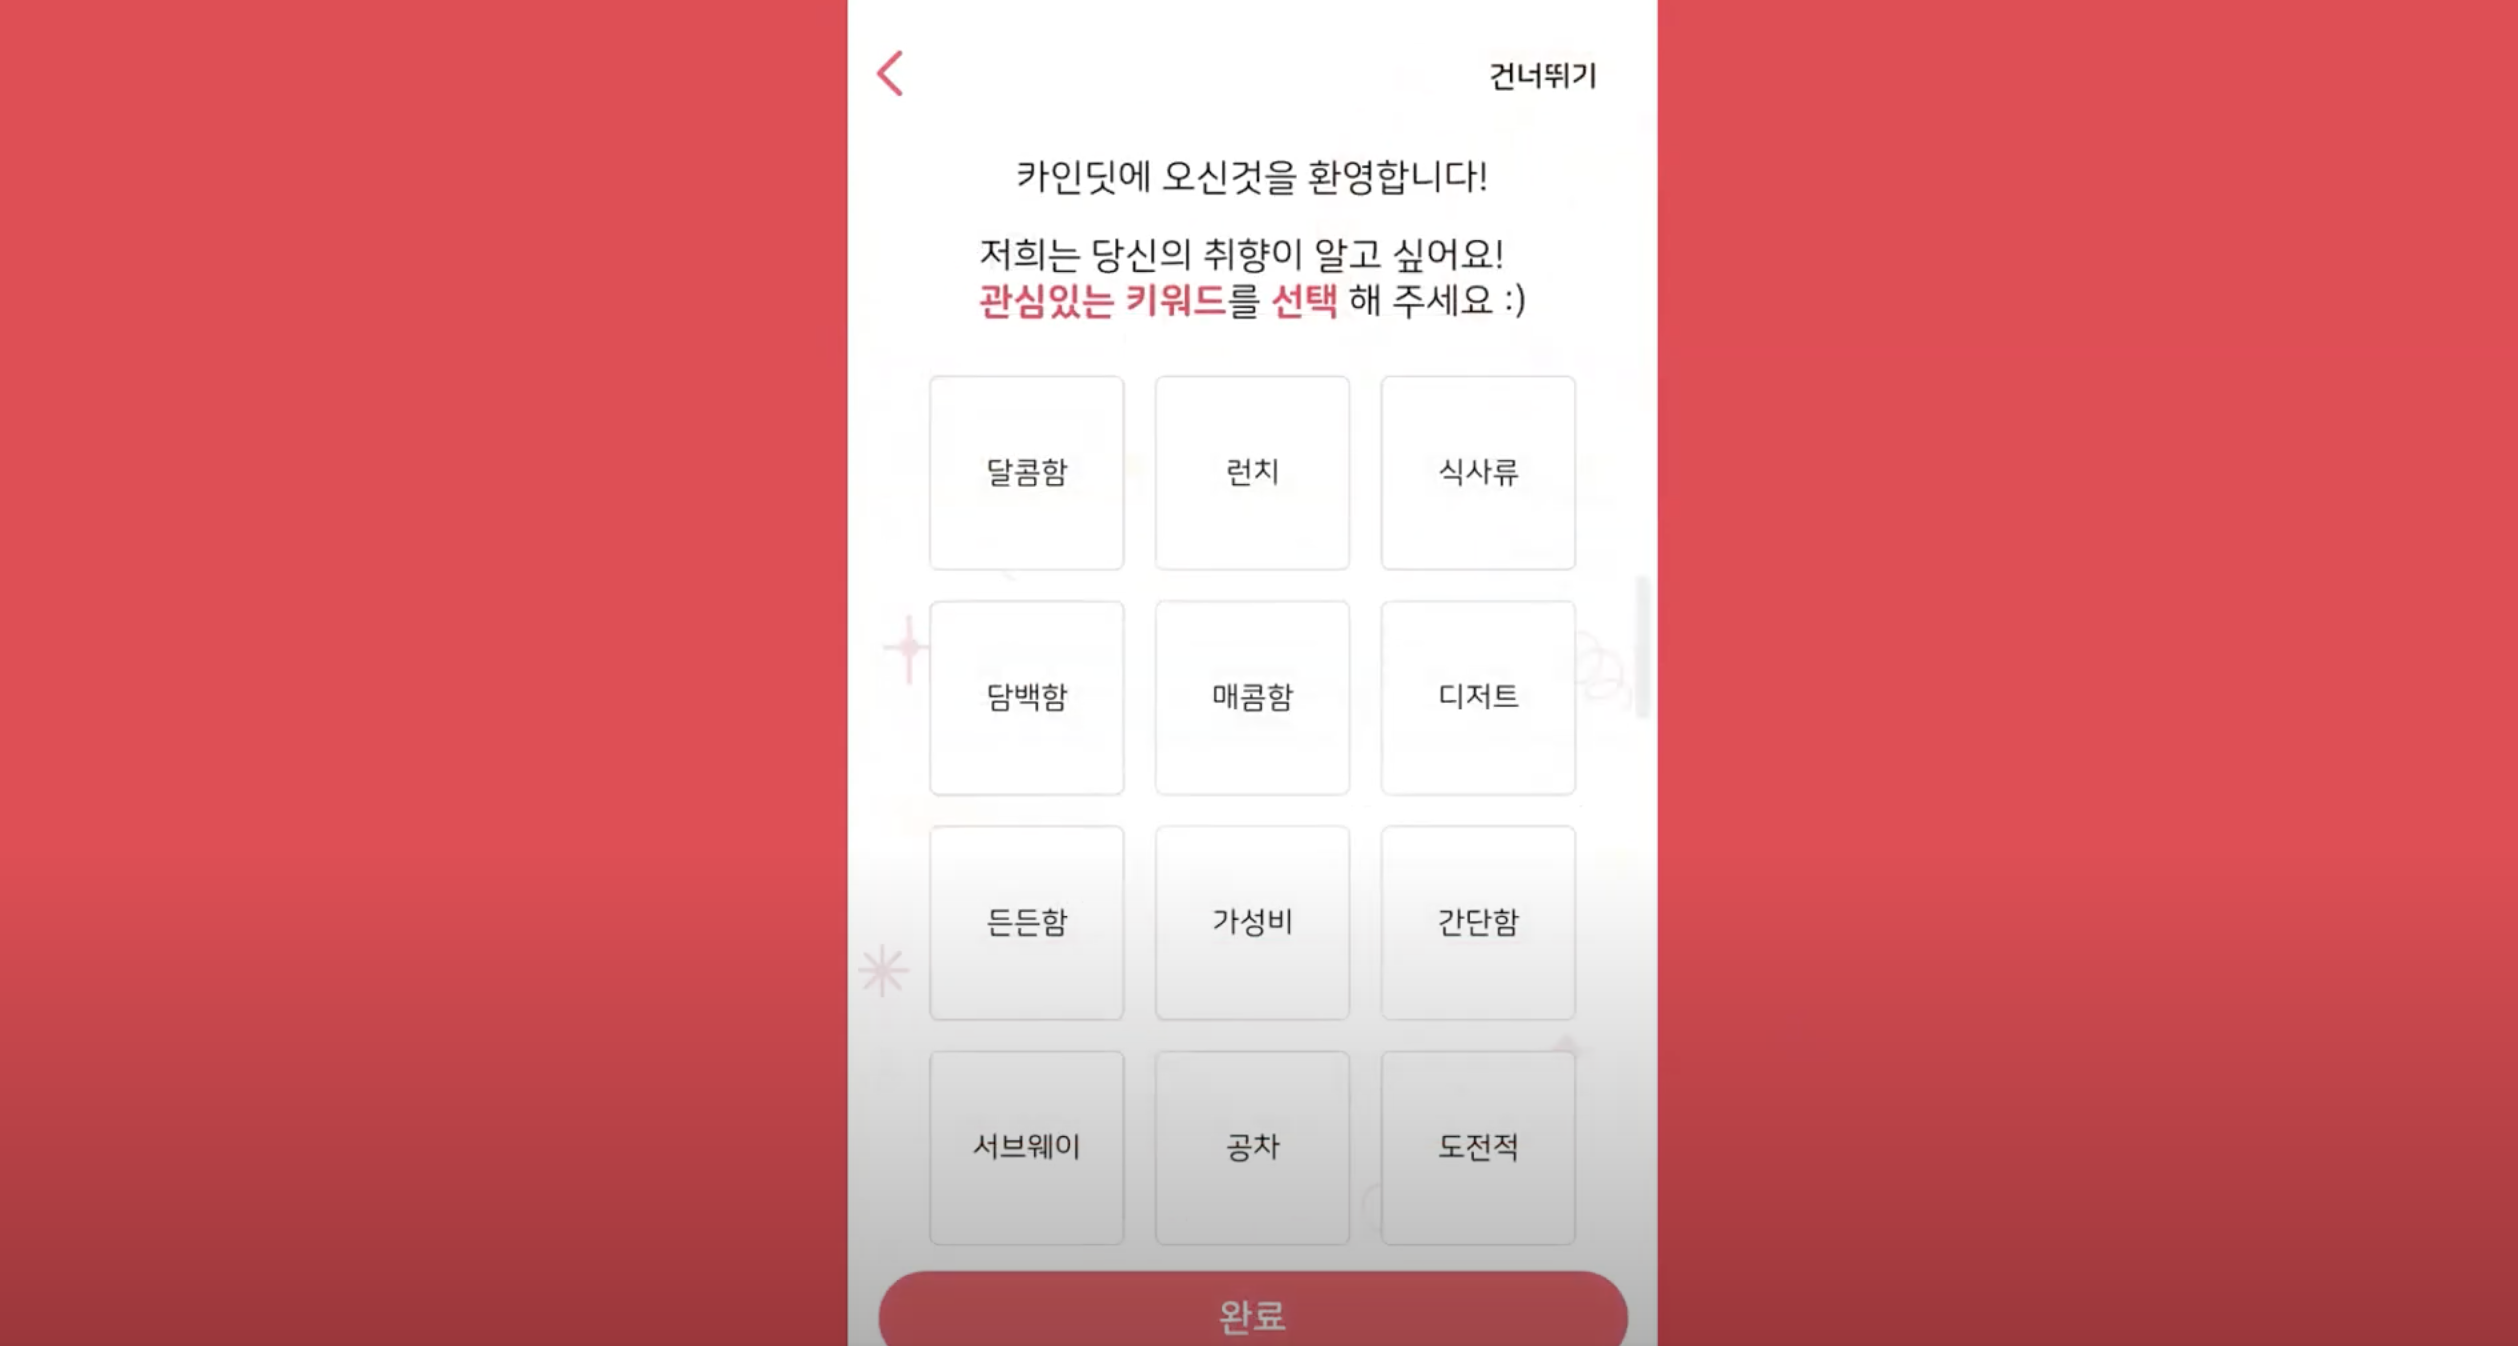 건너뛰기
카인딧에 오신것을 환영합니다!
저희는 당신의 취향이 알고 싶어요!
관심있는 키워드를 선택 해 주세요 :)
달콤함 런치 식사류
담백함 매콤함 디저트
든든함 가성비 간단함
서브웨이 공차 도전적
완료